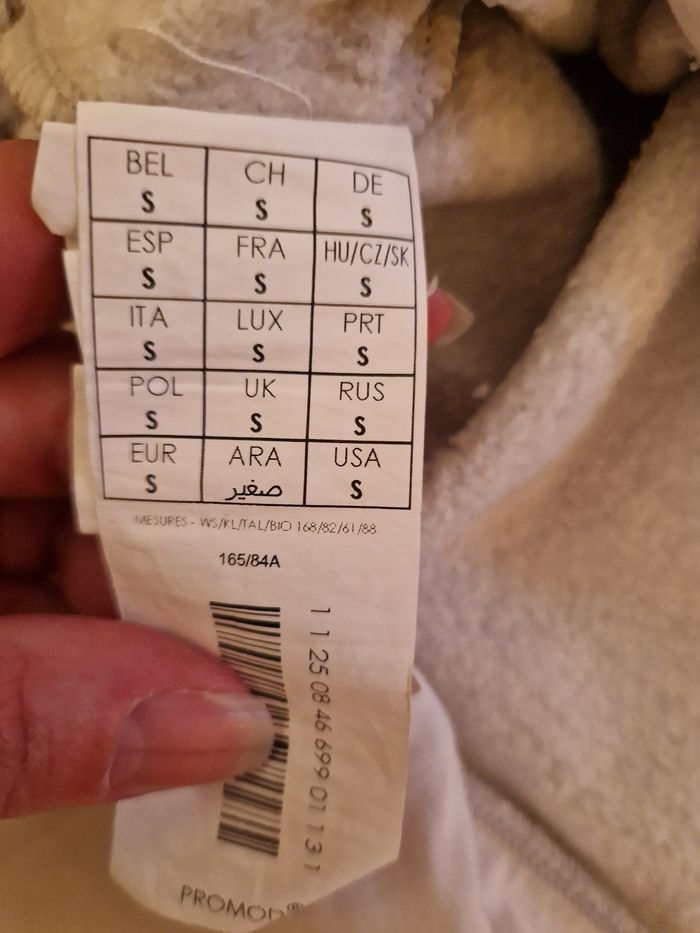 BEL CH DE
S S S
ESP FRA HU/CZ/SK
S S S
ITA LUX PRT
S S S
POL UK RUS
S S S
EUR ARA USA
S صغير S
MESURES - WS/KL/TAL/BIO 168/82/61/88
165/84A
1 1 25 08 46 699 01 1 3 1
PROMOD®